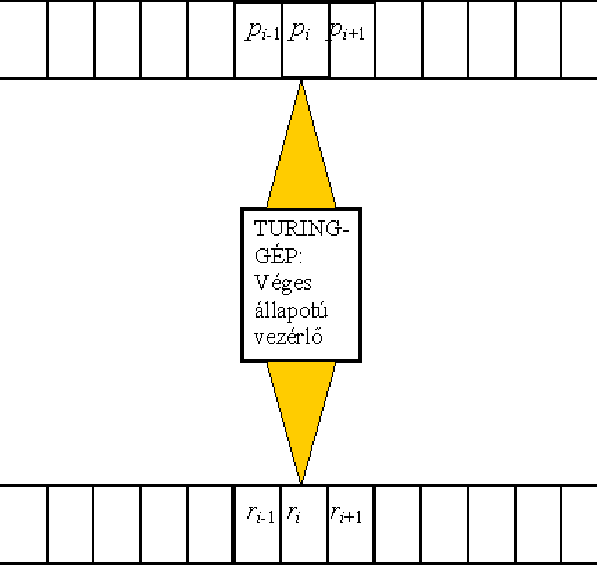 p_{i-1} p_i p_{i+1}
TURING-
GÉP:
Véges
állapotú
vezérlő
r_{i-1} r_i r_{i+1}